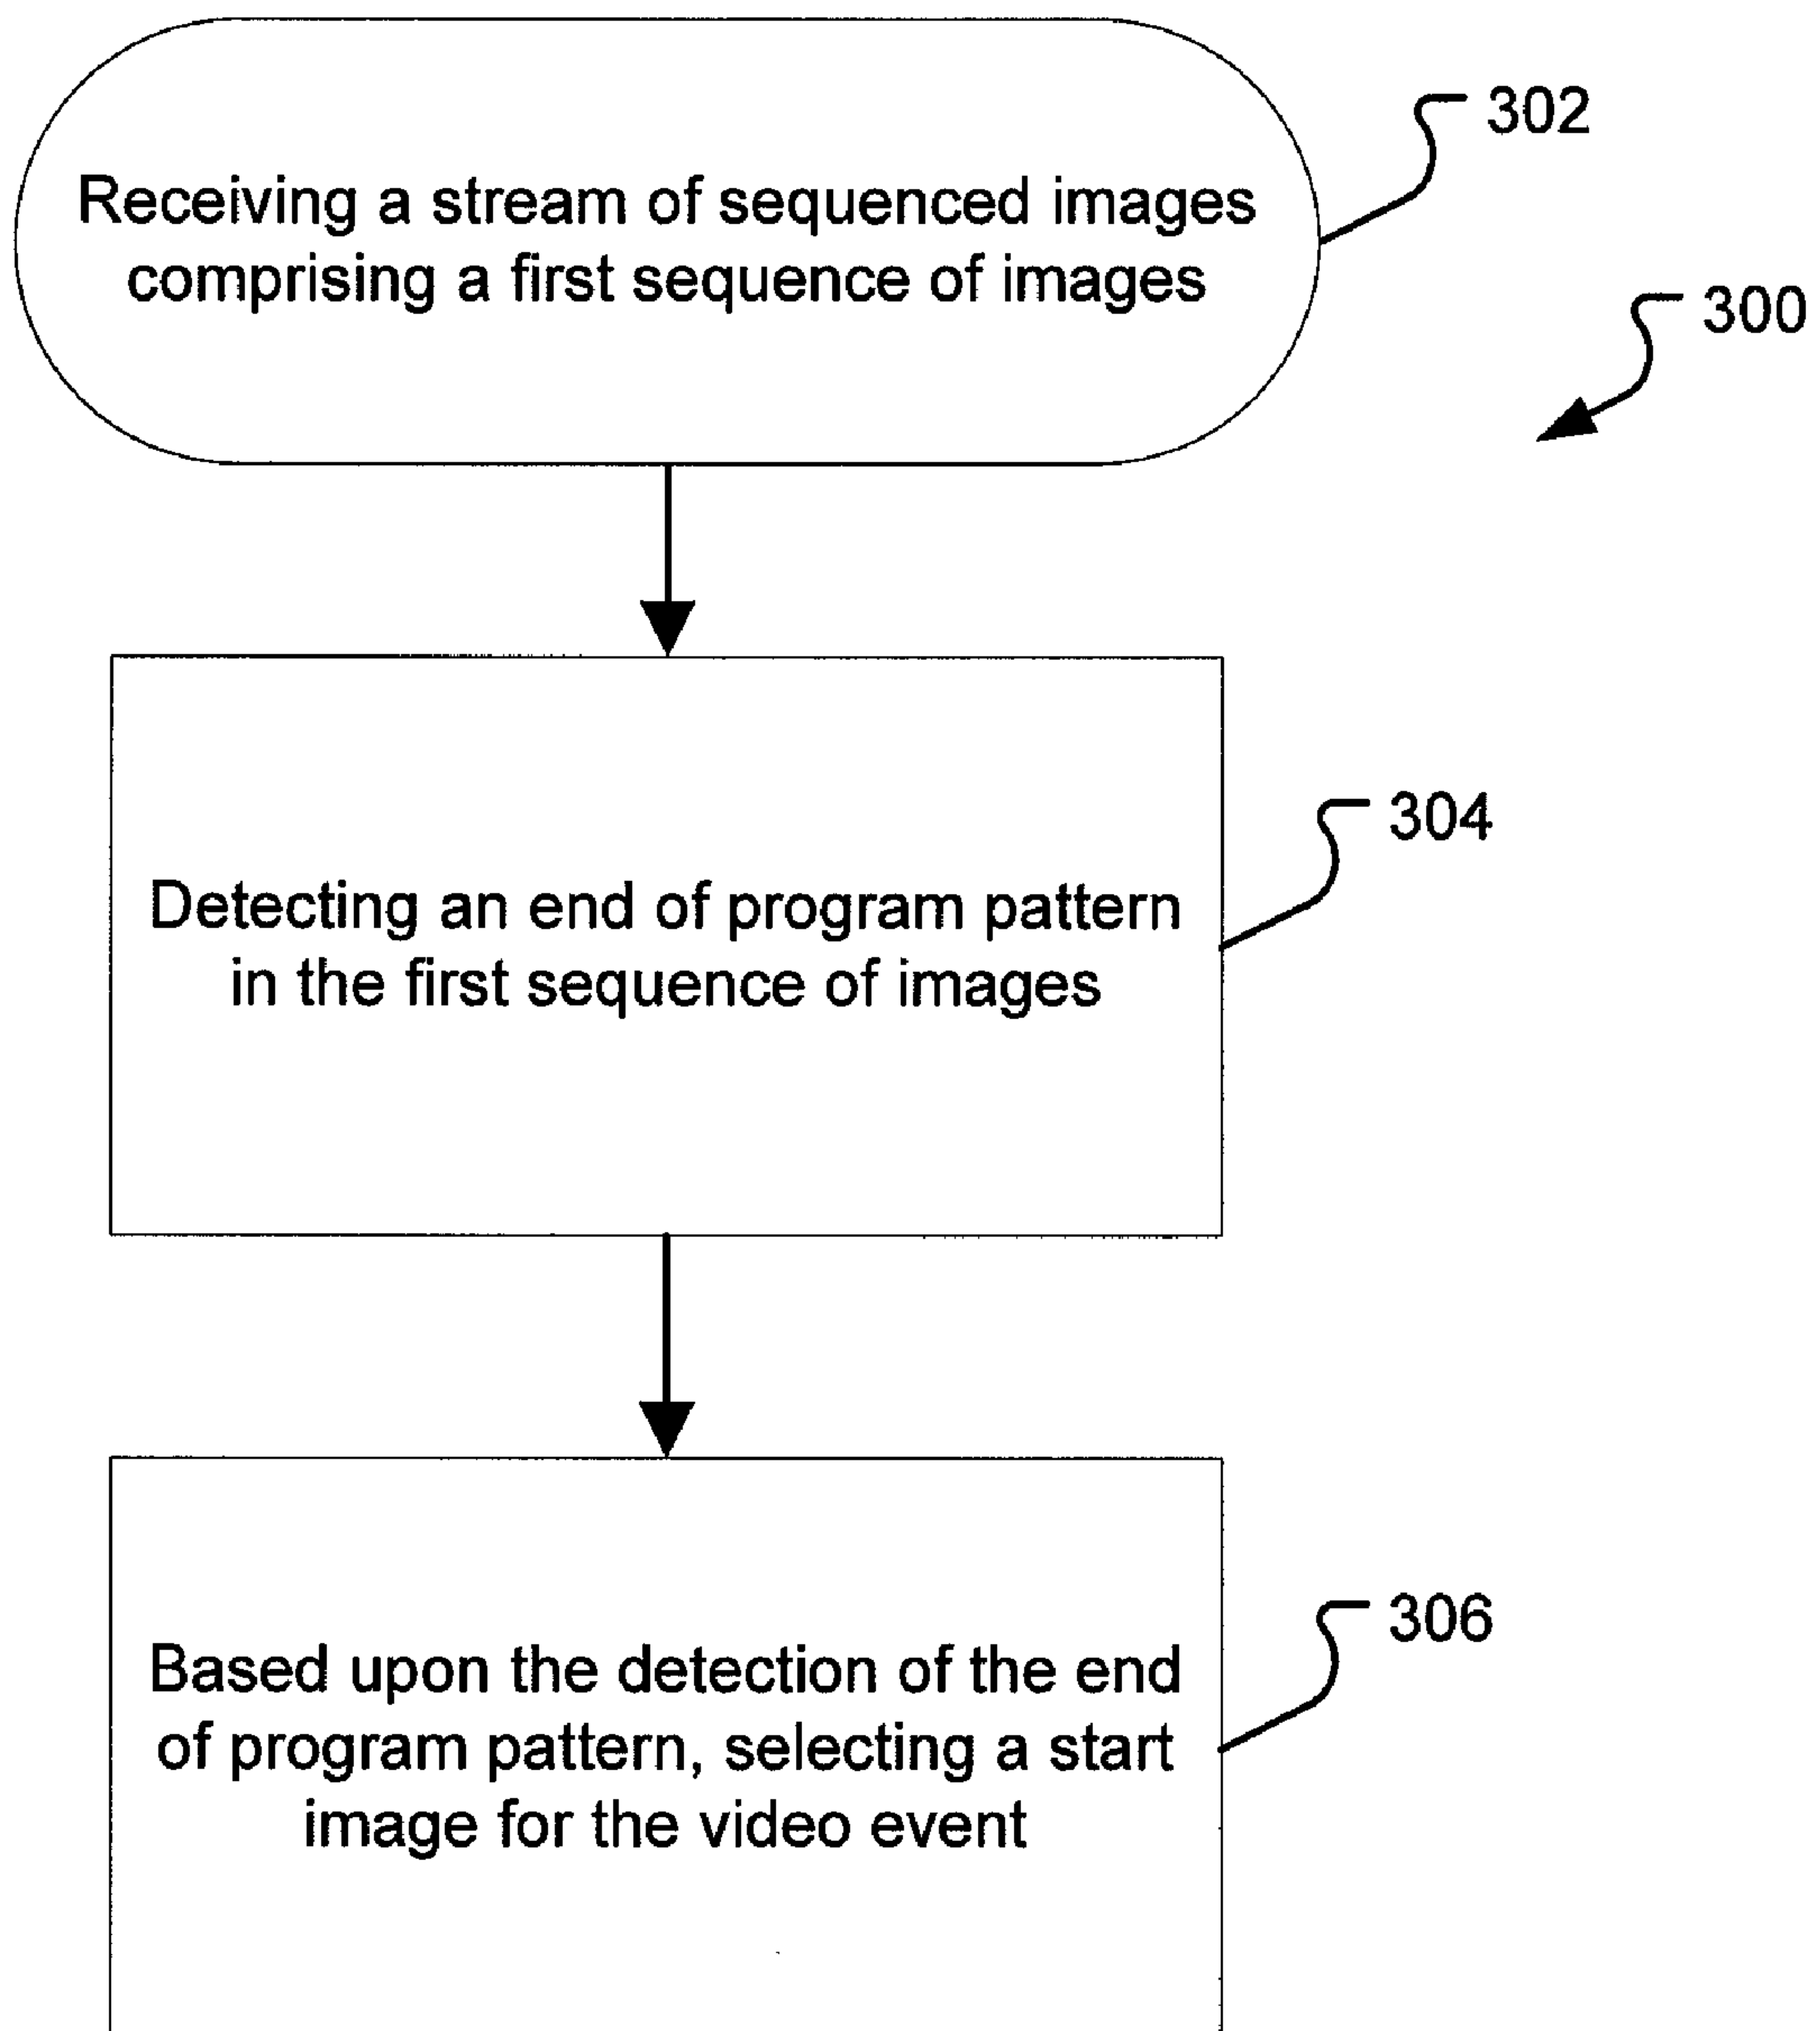 Receiving a stream of sequenced images
comprising a first sequence of images
302
300
Detecting an end of program pattern
in the first sequence of images
304
Based upon the detection of the end
of program pattern, selecting a start
image for the video event
306